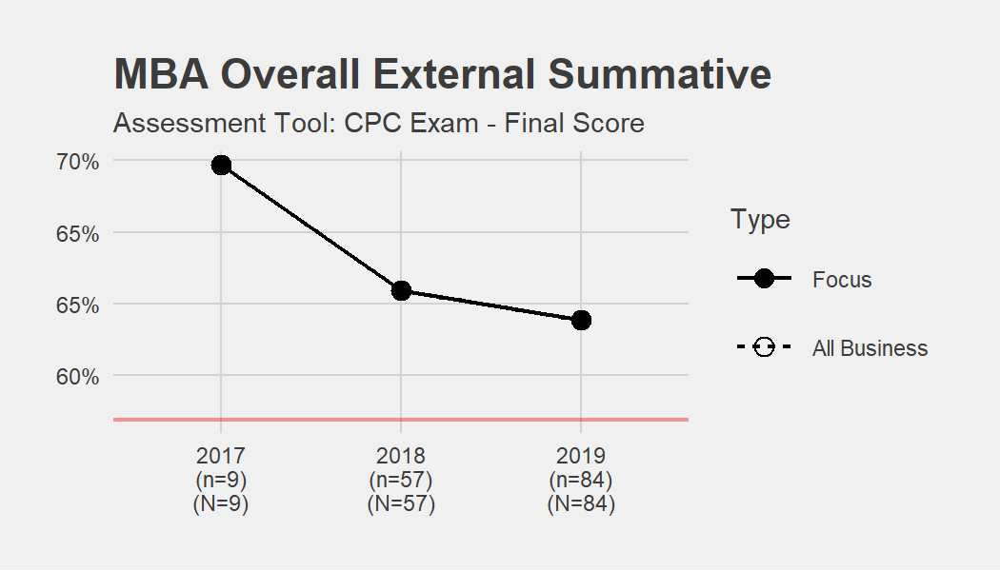 MBA Overall External Summative
Assessment Tool: CPC Exam - Final Score
70%
65%
65%
60%
2017
(n=9)
(N=9)
2018
(n=57)
(N=57)
2019
(n=84)
(N=84)
Type
Focus
All Business